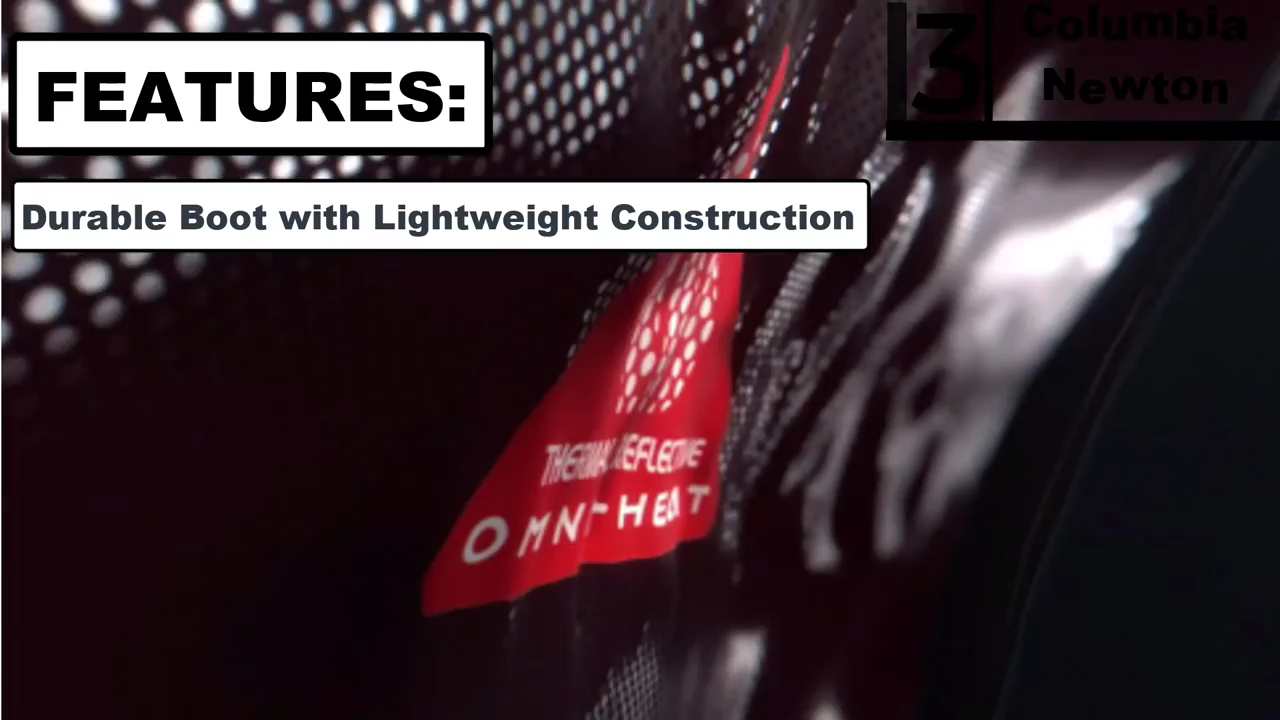 FEATURES:
Durable Boot with Lightweight Construction
3
Columbia
Newton
THERMAL REFLECTIVE
OMNI-HEAT